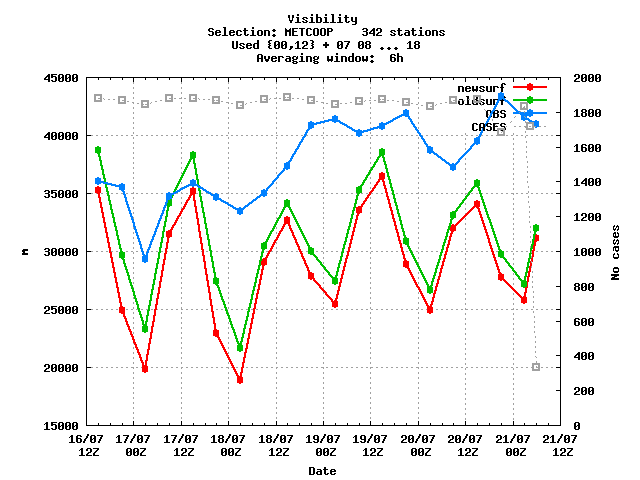 Visibility
Selection: METCOOP    342 stations
Used {00,12} + 07 08 ... 18
Averaging window:  6h
45000
40000
35000
30000
25000
20000
15000
m
2000
1800
1600
1400
1200
1000
800
600
400
200
0
No cases
newsurf
oldsurf
OBS
CASES
16/07 17/07 17/07 18/07 18/07 19/07 19/07 20/07 20/07 21/07 21/07
12Z 00Z 12Z 00Z 12Z 00Z 12Z 00Z 12Z 00Z 12Z
Date